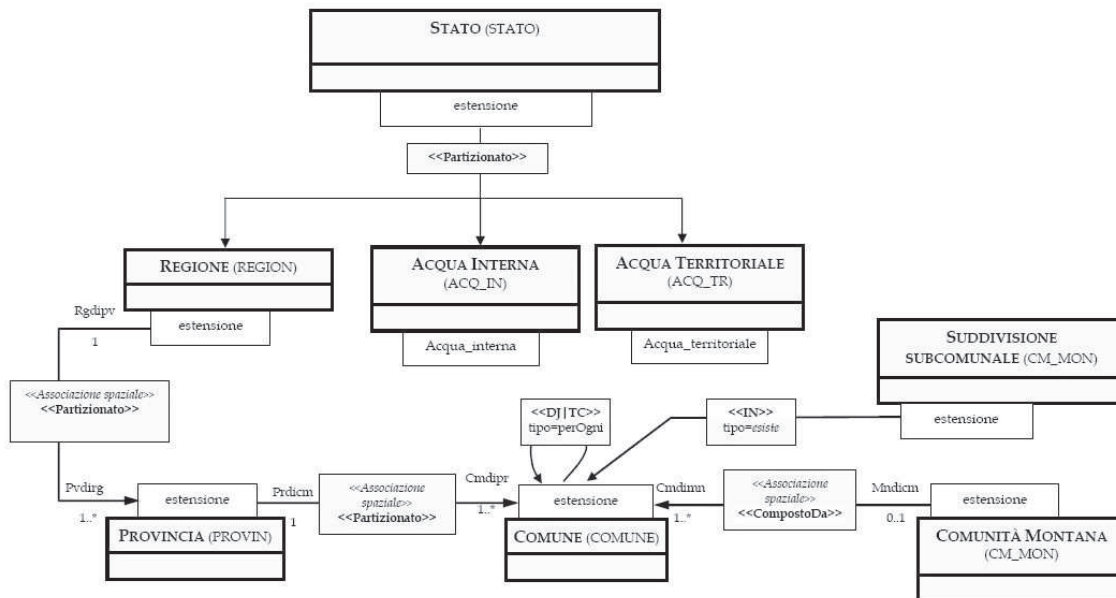 STATO (STATO)
estensione
<<Partizionato>>
REGIONE (REGION)
estensione
ACQUA INTERNA
(ACQ_IN)
Acqua_interna
ACQUA TERRITORIALE
(ACQ_TR)
Acqua_territoriale
SUDDIVISIONE
SUBCOMUNALE (CM_MON)
estensione
Rgdipv
1
<<Associazione spaziale>>
<<Partizionato>>
Pvdirg
1..*
<<DJ|TC>>
tipo=perOgni
<<IN>>
tipo=esiste
estensione
PROVINCIA (PROVIN)
Prdicm
1
<<Associazione
spaziale>>
<<Partizionato>>
Cmdipr
1..*
estensione
COMUNE (COMUNE)
Cmdimn
1..*
<<Associazione
spaziale>>
<<CompostoDa>>
Mndicm
0..1
estensione
COMUNITÀ MONTANA
(CM_MON)